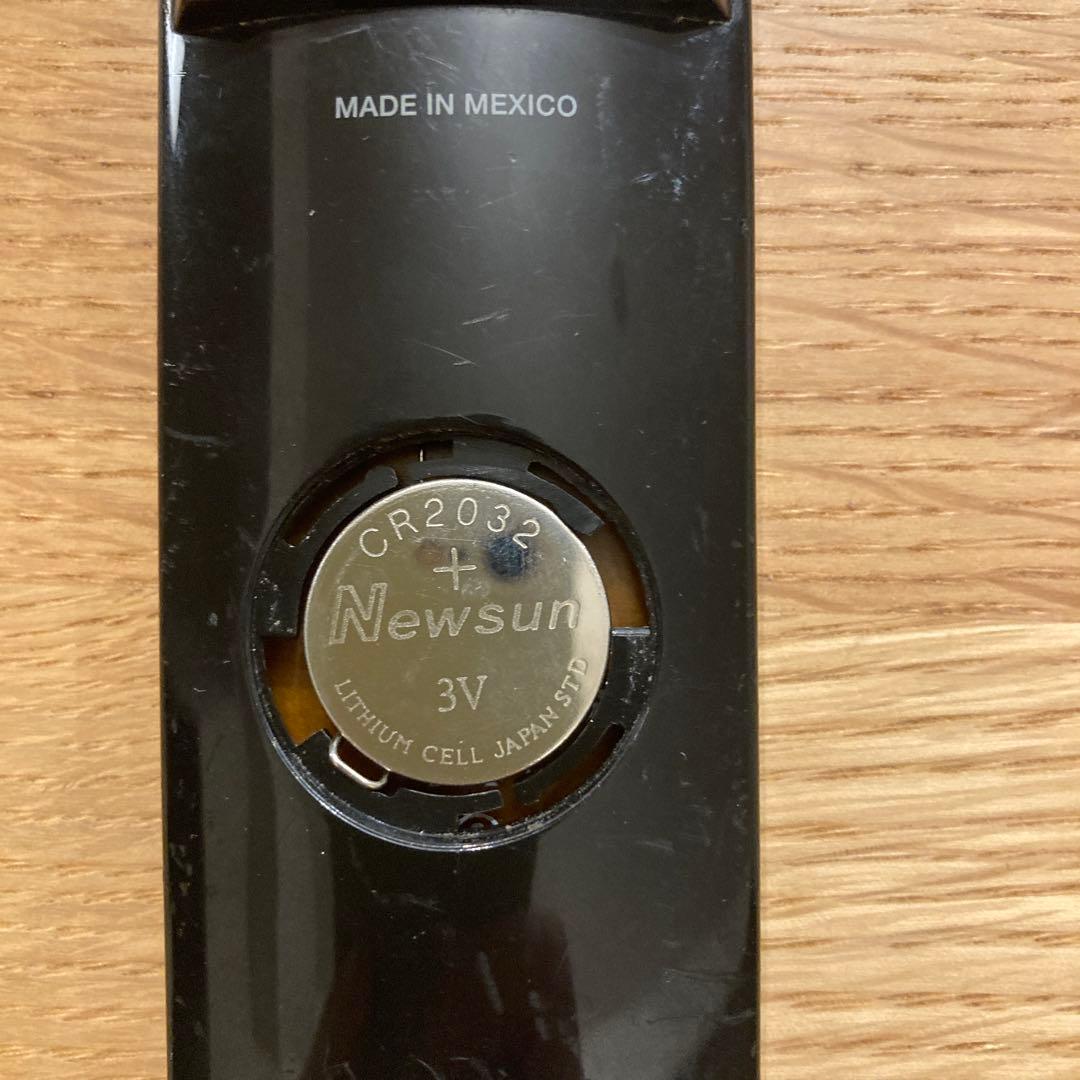 MADE IN MEXICO
CR2032
+
Newsun
3V
LITHIUM CELL JAPAN STD